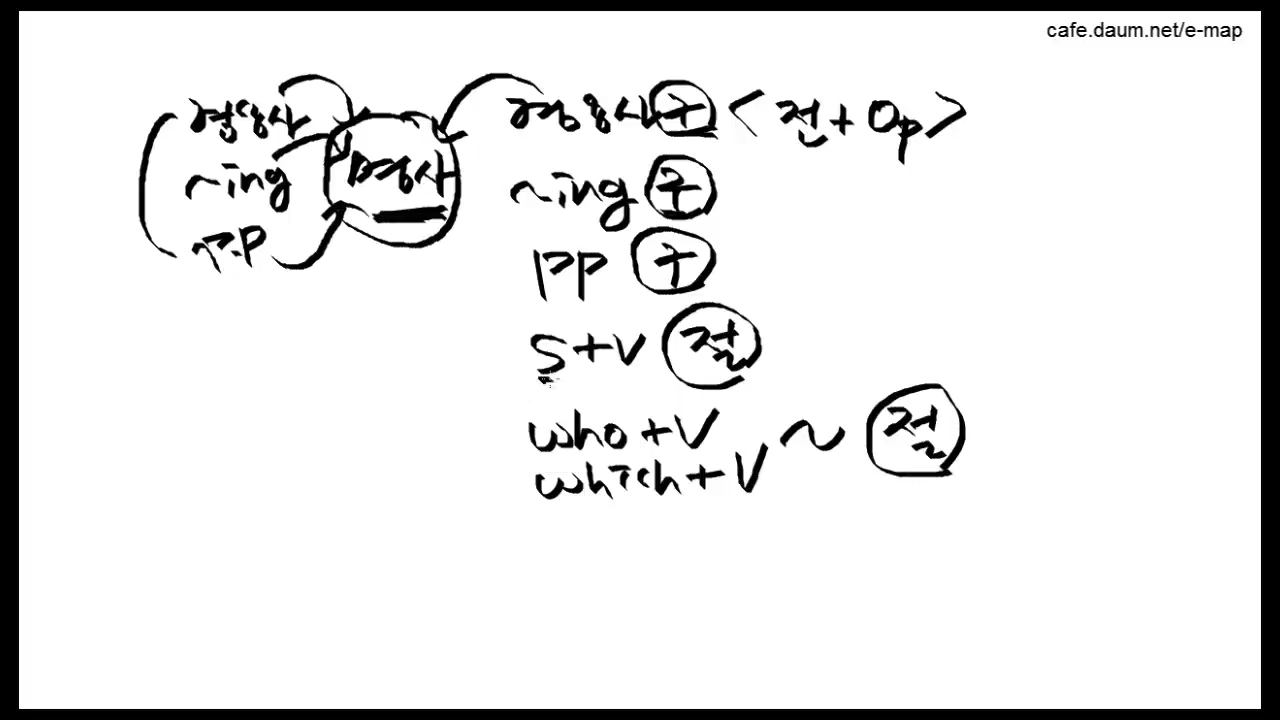 cafe.daum.net/e-map
형용사 명사 형용사구 <전+Op>
~ing ~ing 구
P.P PP 구
S+V 절
who+V ~ 절
which+V